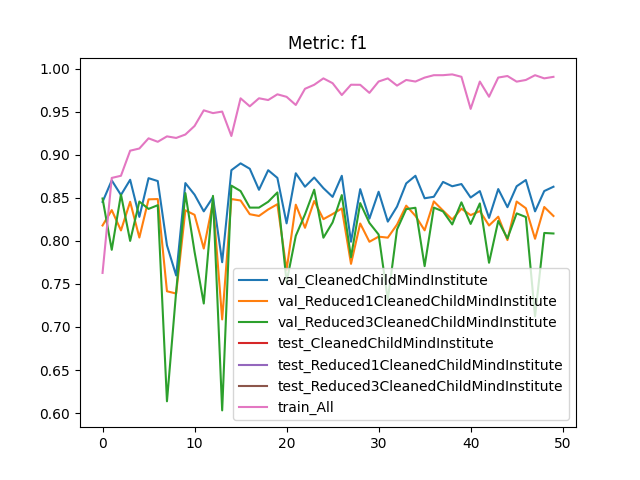 Metric: f1
1.00
0.95
0.90
0.85
0.80
0.75
0.70
0.65
0.60
val_CleanedChildMindInstitute
val_Reduced1CleanedChildMindInstitute
val_Reduced3CleanedChildMindInstitute
test_CleanedChildMindInstitute
test_Reduced1CleanedChildMindInstitute
test_Reduced3CleanedChildMindInstitute
train_All
0 10 20 30 40 50